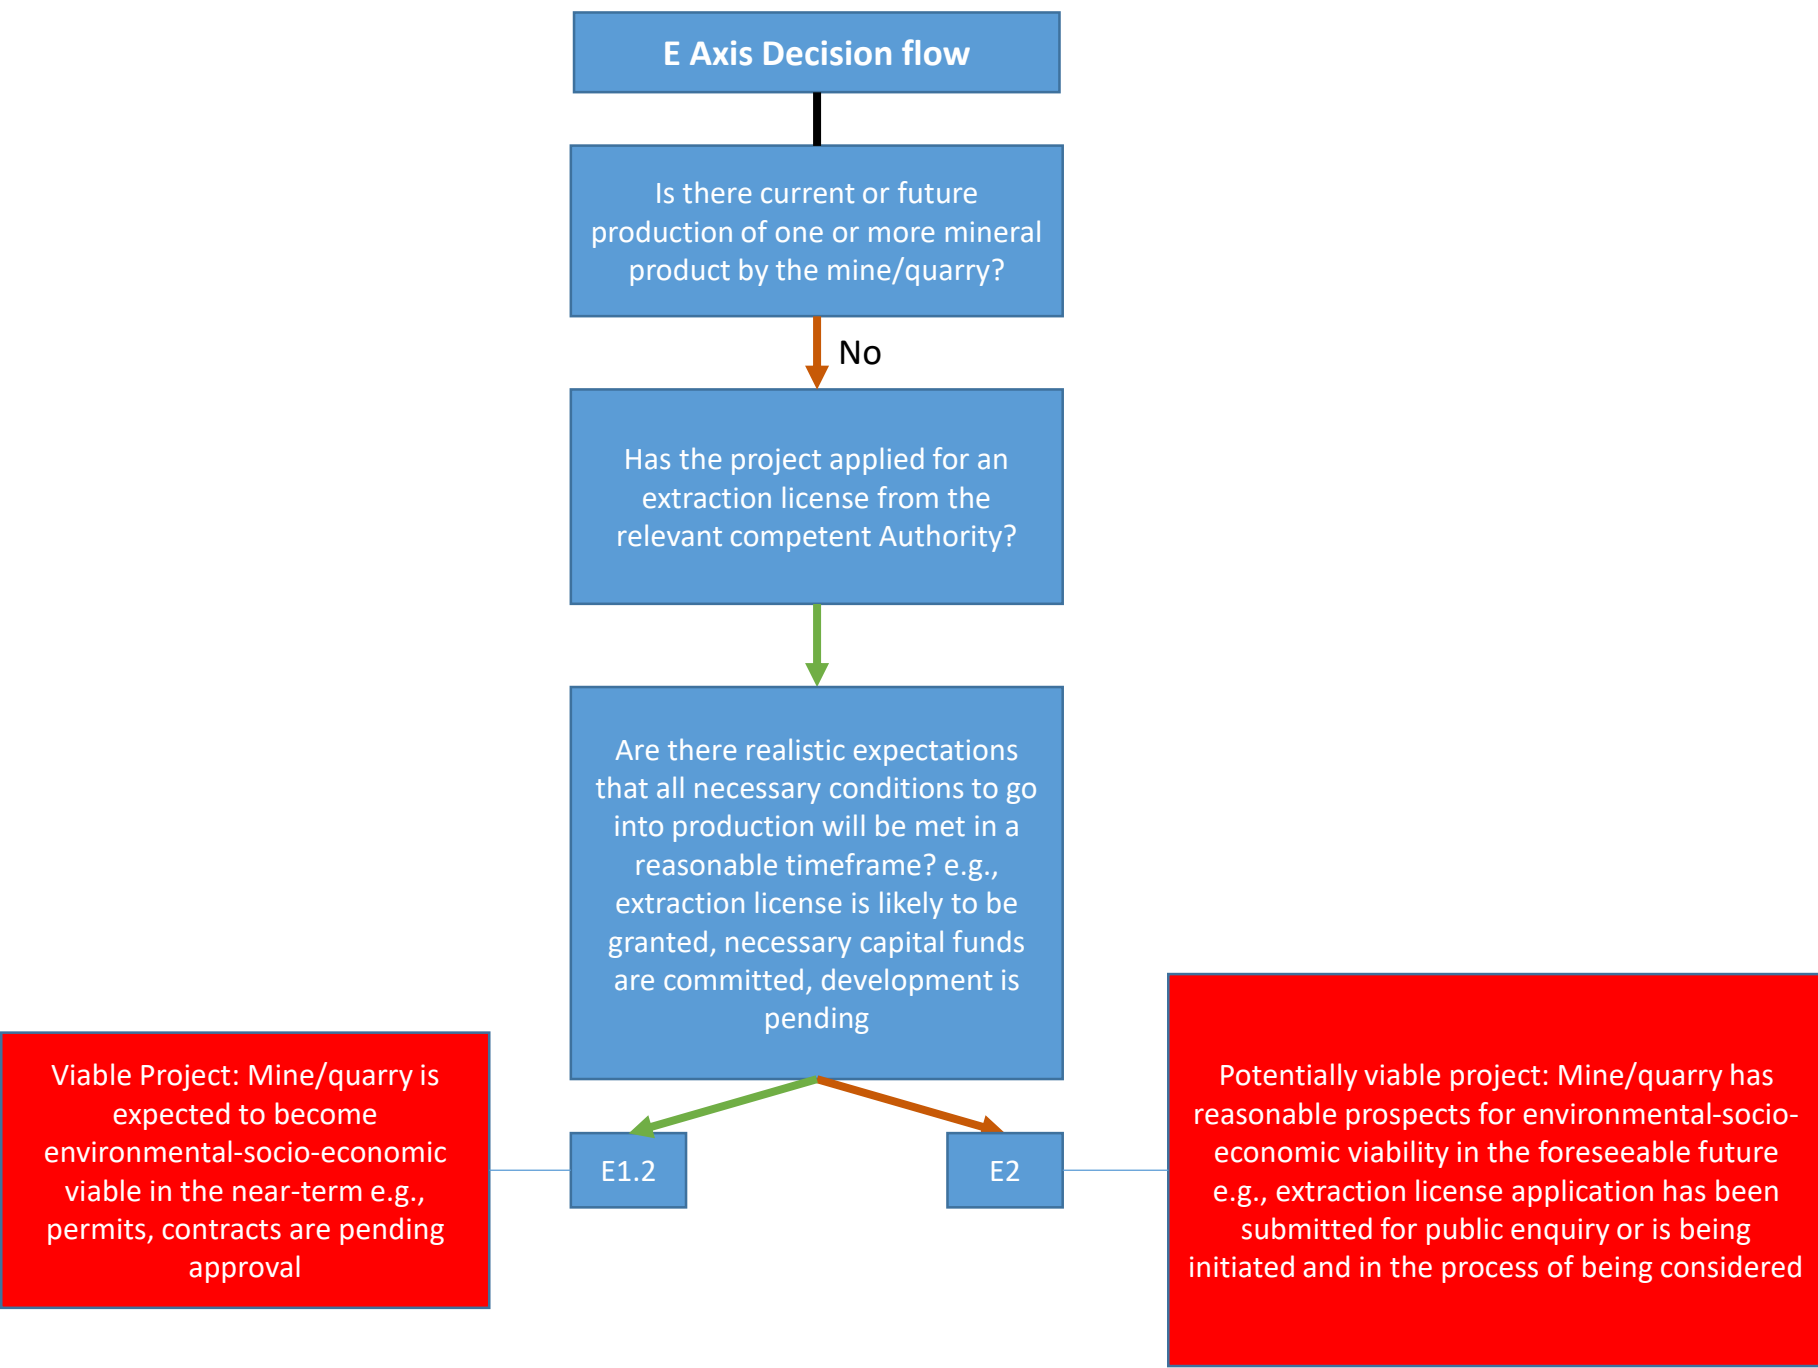 E Axis Decision flow
Is there current or future
production of one or more mineral
product by the mine/quarry?
No
Has the project applied for an
extraction license from the
relevant competent Authority?
Are there realistic expectations
that all necessary conditions to go
into production will be met in a
reasonable timeframe? e.g.,
extraction license is likely to be
granted, necessary capital funds
are committed, development is
pending
Viable Project: Mine/quarry is
expected to become
environmental-socio-economic
viable in the near-term e.g.,
permits, contracts are pending
approval
E1.2
E2
Potentially viable project: Mine/quarry has
reasonable prospects for environmental-socio-
economic viability in the foreseeable future
e.g., extraction license application has been
submitted for public enquiry or is being
initiated and in the process of being considered